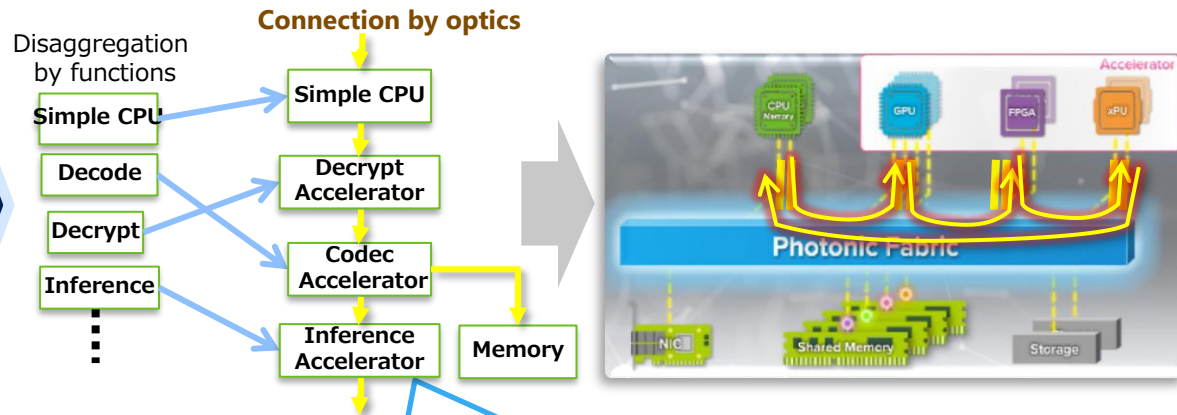 Connection by optics
Disaggregation
by functions
Simple CPU
Decode
Decrypt
Inference
Simple CPU
Decrypt
Accelerator
Codec
Accelerator
Inference
Accelerator
Memory
Accelerator
CPU
Memory
GPU
FPGA
xPU
Photonic Fabric
NIC
Shared Memory
Storage